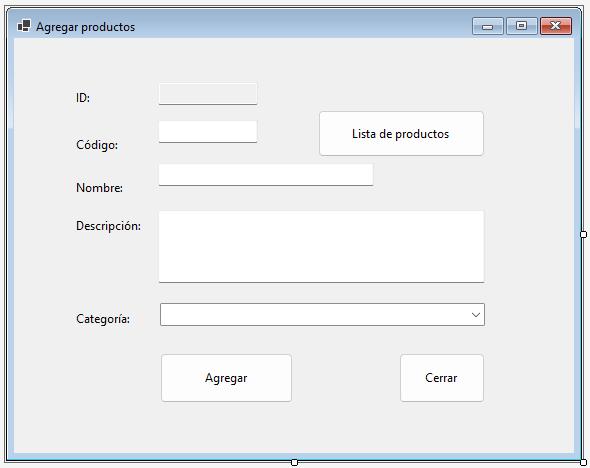 Agregar productos
ID:
Lista de productos
Código:
Nombre:
Descripción:
Categoría:
Agregar
Cerrar